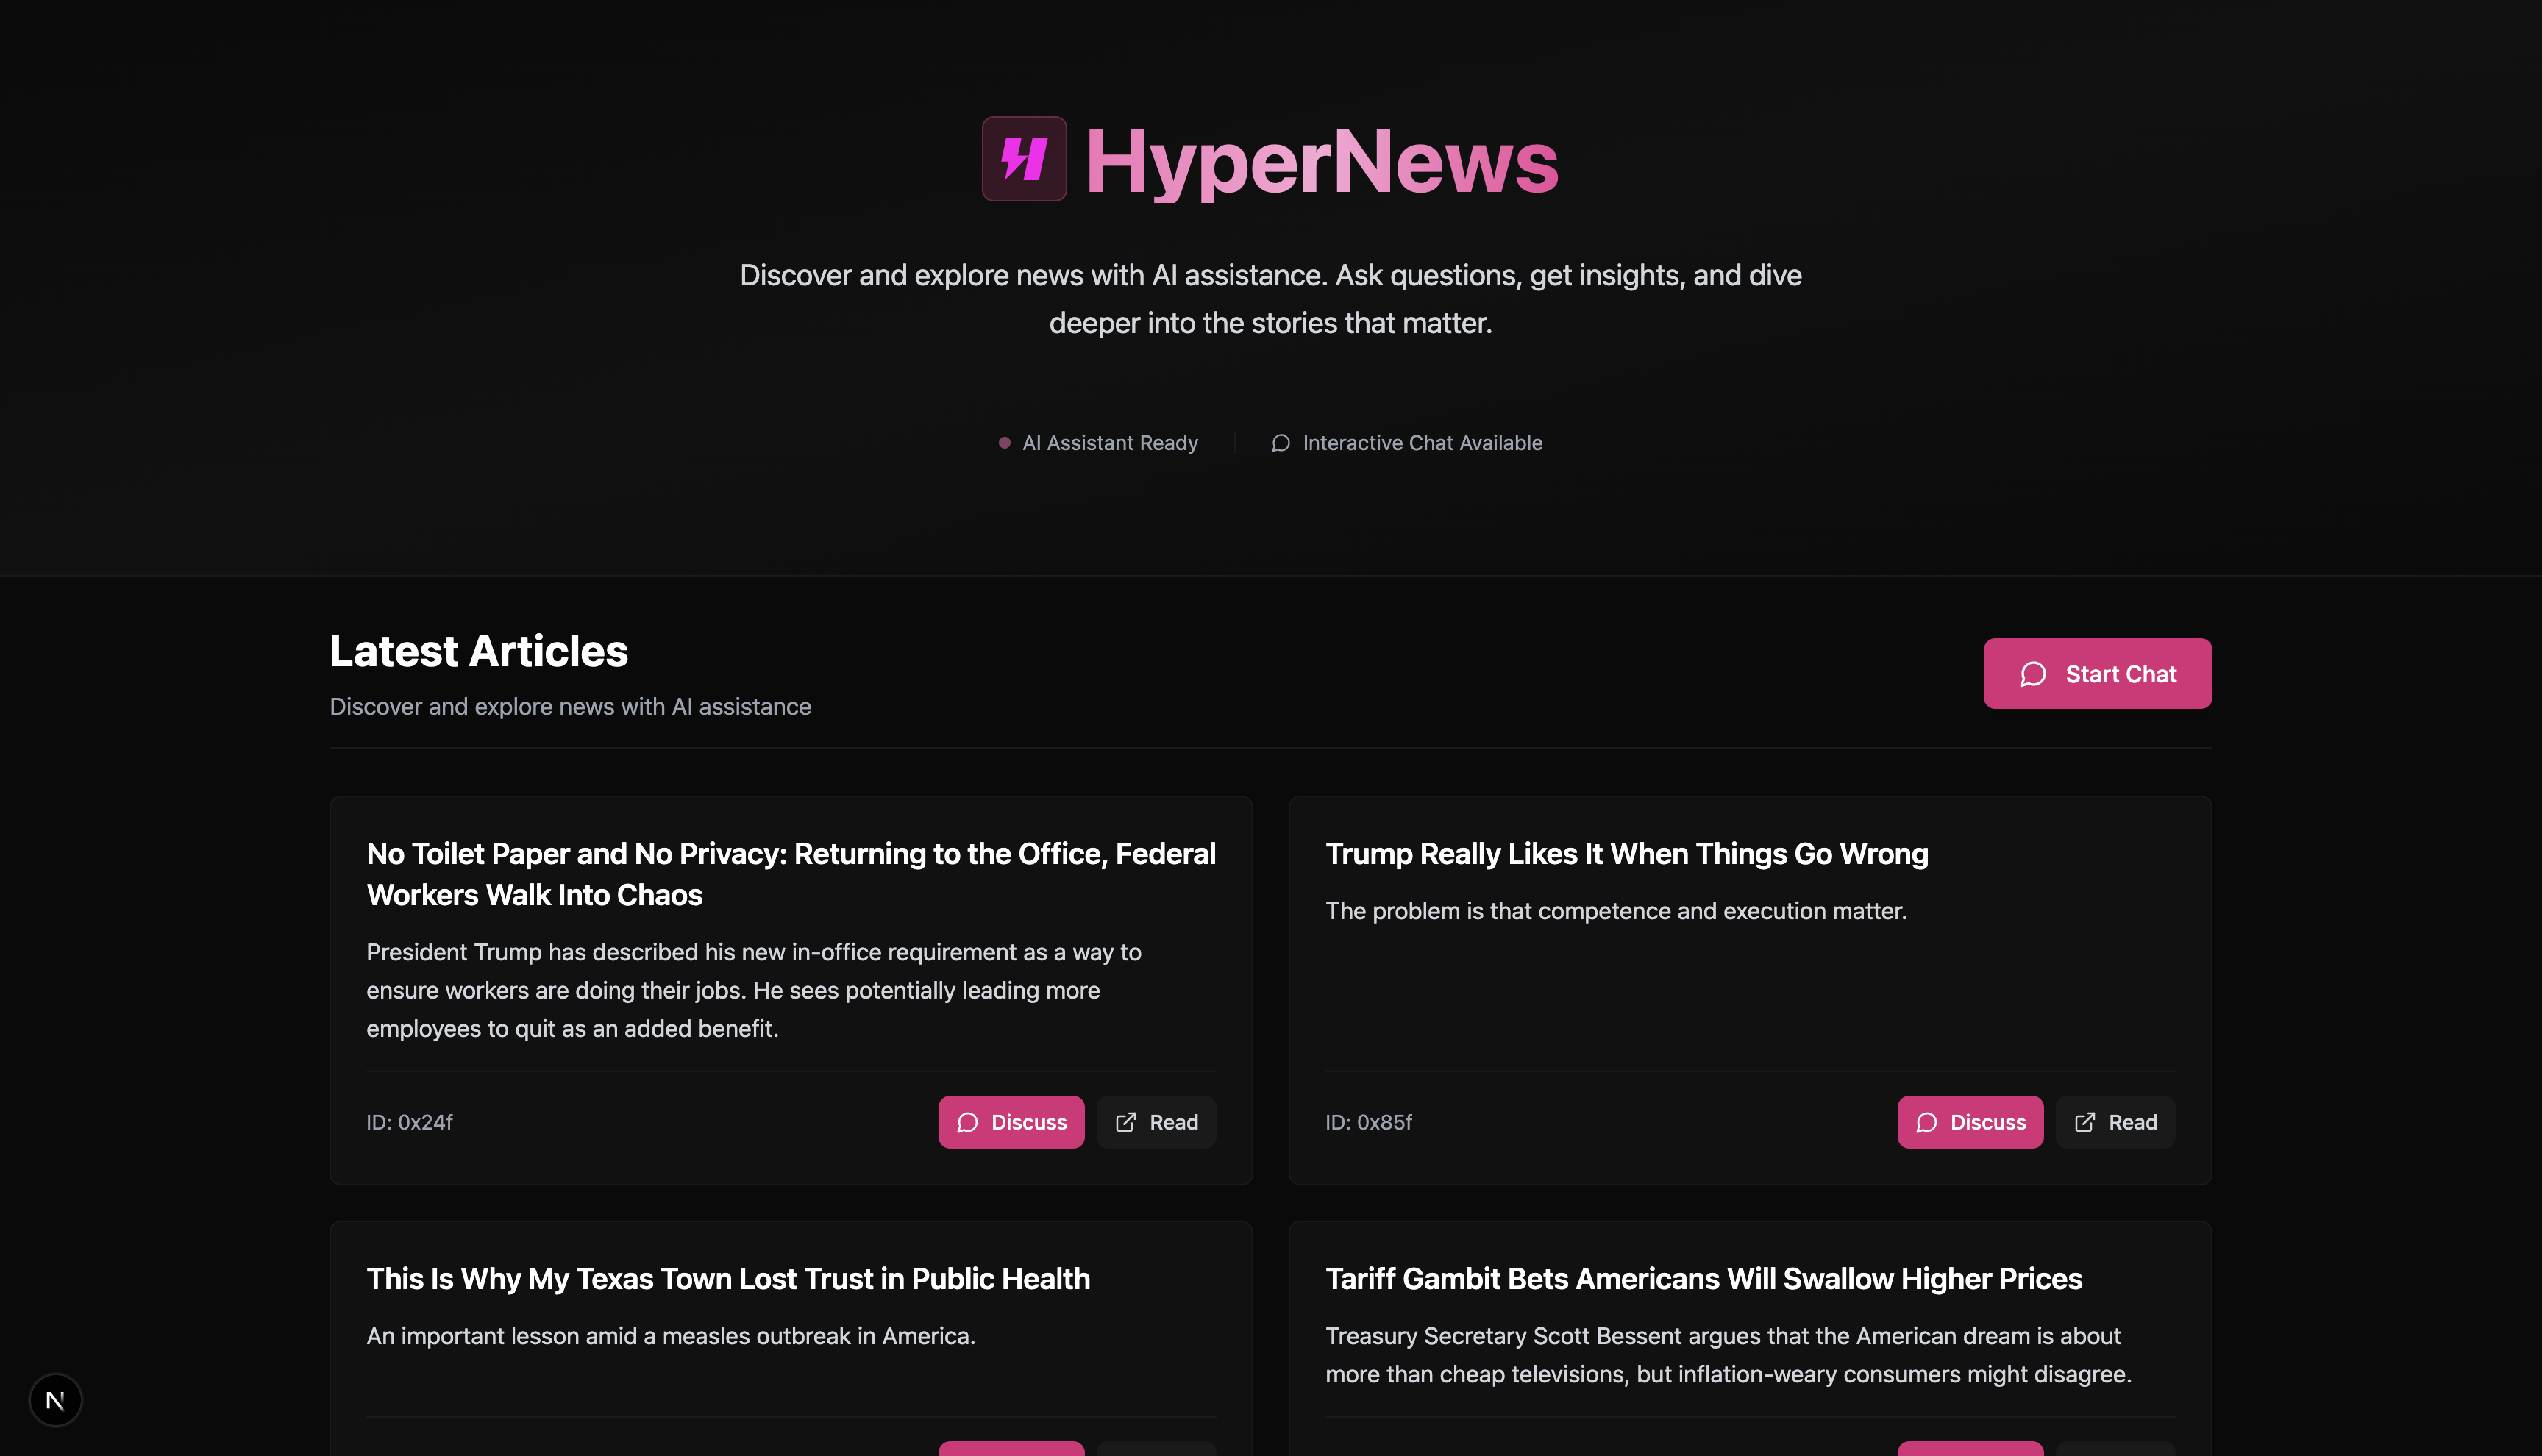 HyperNews
Discover and explore news with AI assistance. Ask questions, get insights, and dive
deeper into the stories that matter.
AI Assistant Ready
Interactive Chat Available
Latest Articles
Discover and explore news with AI assistance
Start Chat
No Toilet Paper and No Privacy: Returning to the Office, Federal
Workers Walk Into Chaos
President Trump has described his new in-office requirement as a way to
ensure workers are doing their jobs. He sees potentially leading more
employees to quit as an added benefit.
ID: 0x24f
Discuss
Read
Trump Really Likes It When Things Go Wrong
The problem is that competence and execution matter.
ID: 0x85f
Discuss
Read
This Is Why My Texas Town Lost Trust in Public Health
An important lesson amid a measles outbreak in America.
Tariff Gambit Bets Americans Will Swallow Higher Prices
Treasury Secretary Scott Bessent argues that the American dream is about
more than cheap televisions, but inflation-weary consumers might disagree.
N